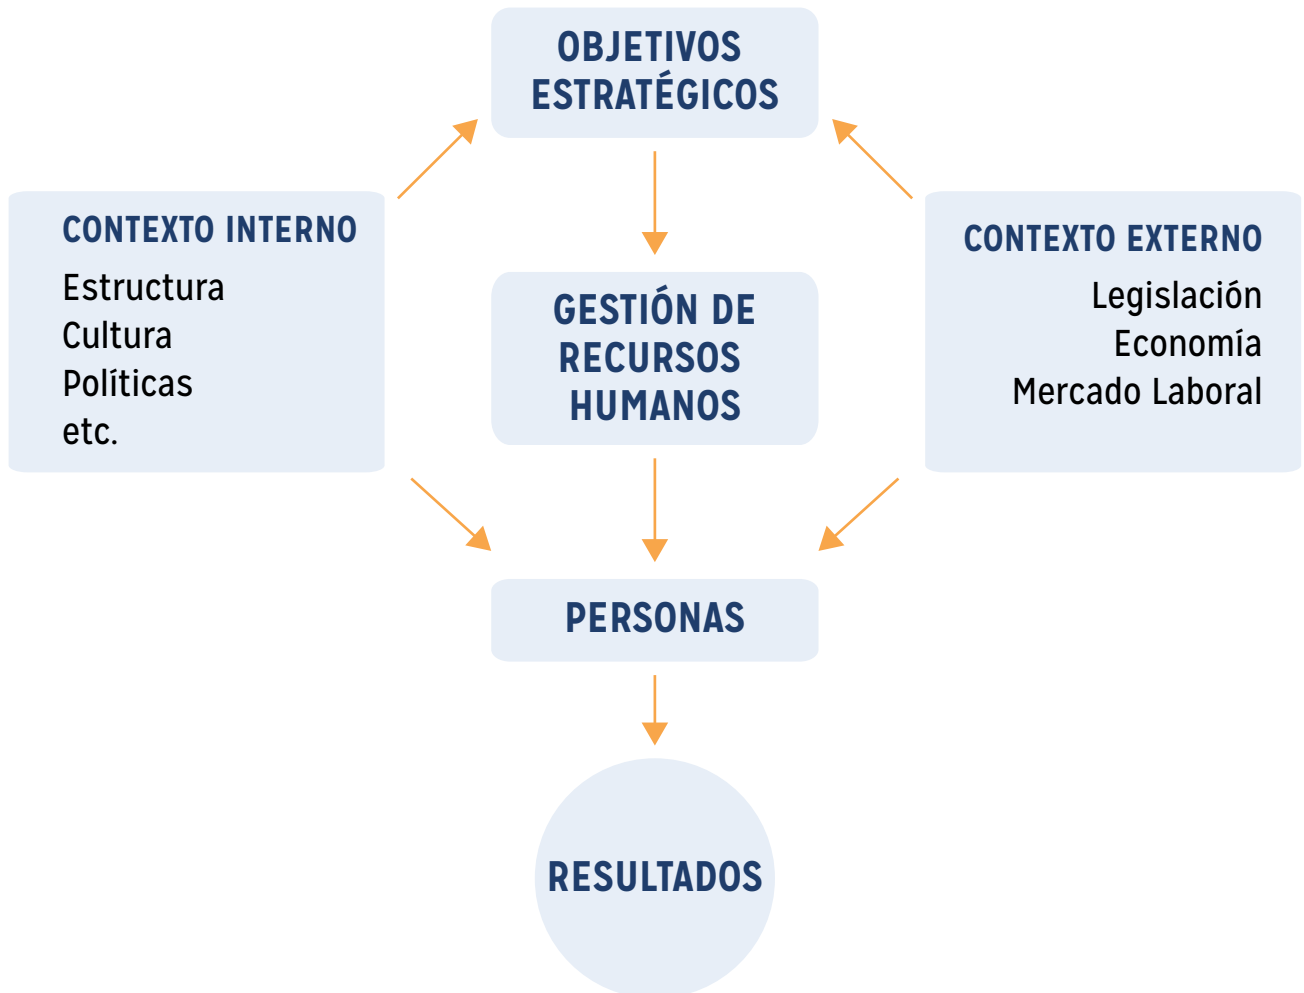 OBJETIVOS
ESTRATÉGICOS
CONTEXTO INTERNO
Estructura
Cultura
Políticas
etc.
GESTIÓN DE
RECURSOS
HUMANOS
CONTEXTO EXTERNO
Legislación
Economía
Mercado Laboral
PERSONAS
RESULTADOS